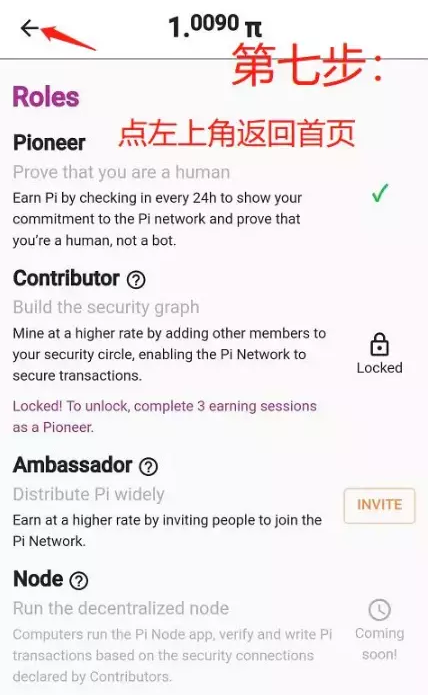 1.0090 π
第七步：
Roles
点左上角返回首页
Pioneer
Prove that you are a human
Earn Pi by checking in every 24h to show your
commitment to the Pi network and prove that
you're a human, not a bot.
Contributor
Build the security graph
Mine at a higher rate by adding other members to
your security circle, enabling the Pi Network to
secure transactions.
Locked
Locked! To unlock, complete 3 earning sessions
as a Pioneer.
Ambassador
Distribute Pi widely
Earn at a higher rate by inviting people to join the
Pi Network.
INVITE
Node
Run the decentralized node
Computers run the Pi Node app, verify and write Pi
transactions based on the security connections
declared by Contributors.
Coming
soon!